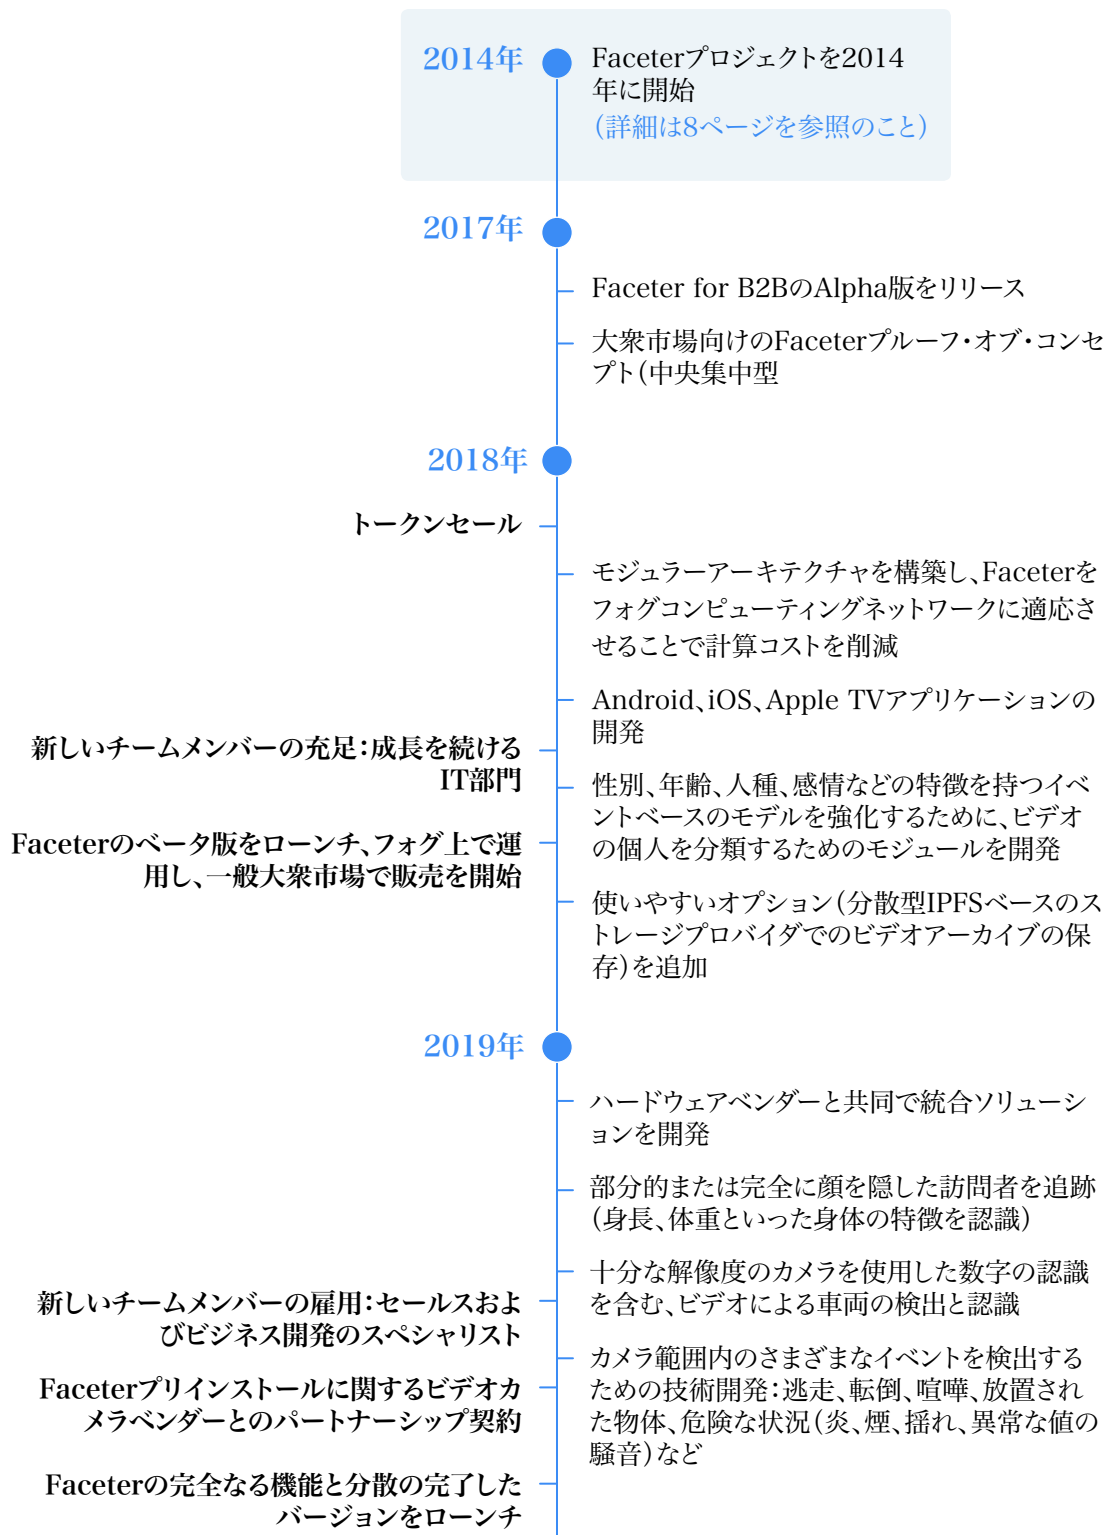 2014年
Faceterプロジェクトを2014
年に開始
(詳細は8ページを参照のこと)
2017年
Faceter for B2BのAlpha版をリリース
大衆市場向けのFaceterプルーフ・オブ・コンセ
プト(中央集中型
2018年
トークンセール
モジュラーアーキテクチャを構築し、Faceterを
フォグコンピューティングネットワークに適応さ
せることで計算コストを削減
Android、iOS、Apple TVアプリケーションの
開発
新しいチームメンバーの充足：成長を続ける
IT部門
性別、年齢、人種、感情などの特徴を持つイベ
ントベースのモデルを強化するために、ビデオ
の個人を分類するためのモジュールを開発
Faceterのベータ版をローンチ、フォグ上で運
用し、一般大衆市場で販売を開始
使いやすいオプション(分散型IPFSベースのス
トレージプロバイダでのビデオアーカイブの保
存)を追加
2019年
ハードウェアベンダーと共同で統合ソリューシ
ョンを開発
部分的または完全に顔を隠した訪問者を追跡
(身長、体重といった身体の特徴を認識)
十分な解像度のカメラを使用した数字の認識
を含む、ビデオによる車両の検出と認識
新しいチームメンバーの雇用：セールスおよ
びビジネス開発のスペシャリスト
カメラ範囲内のさまざまなイベントを検出する
ための技術開発：逃走、転倒、喧嘩、放置され
た物体、危険な状況(炎、煙、揺れ、異常な値の
騒音)など
Faceterプリインストールに関するビデオカ
メラベンダーとのパートナーシップ契約
Faceterの完全なる機能と分散の完了した
バージョンをローンチ